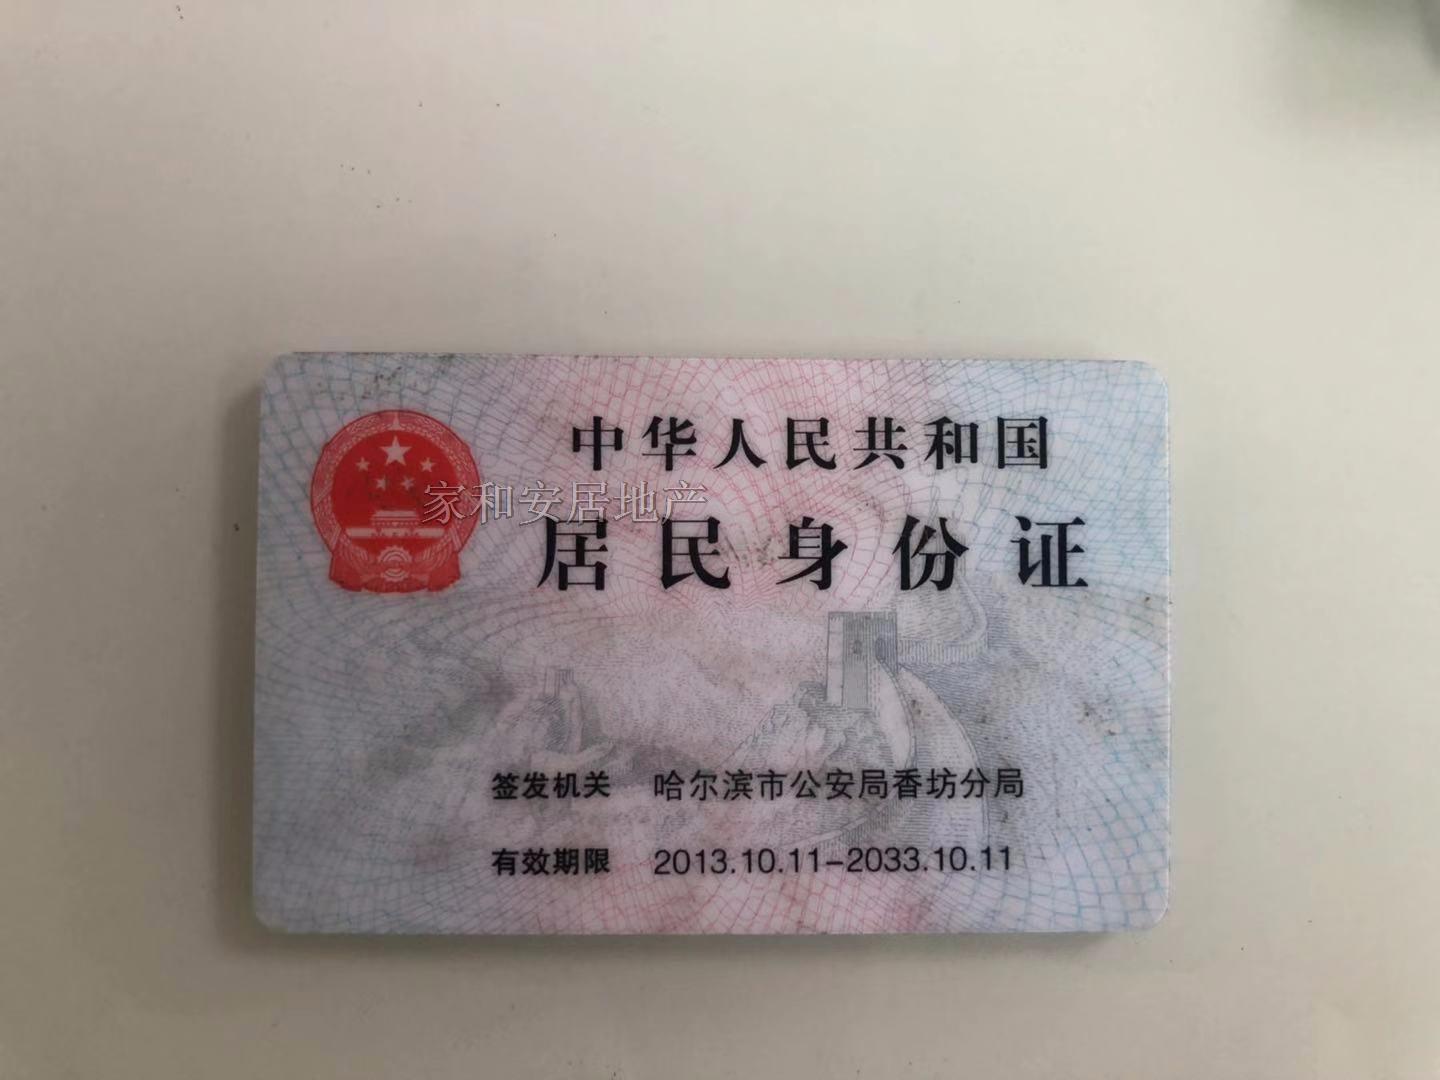 中华人民共和国
家和安居地产
居民身份证
签发机关 哈尔滨市公安局香坊分局
有效期限 2013.10.11-2033.10.11